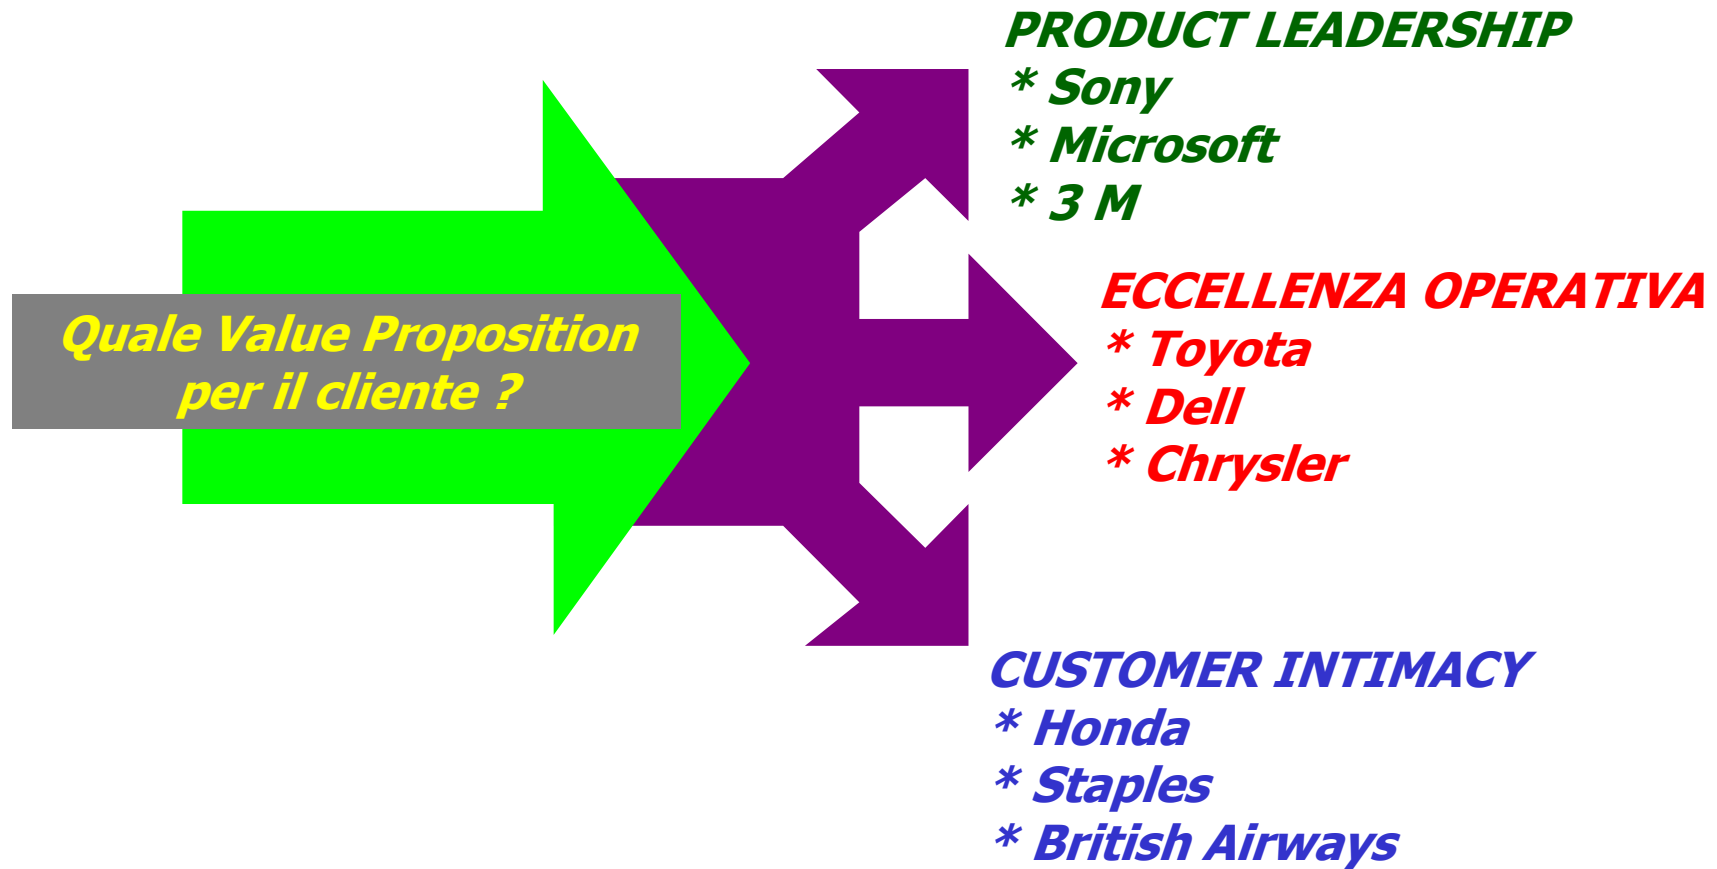 Quale Value Proposition
per il cliente ?
PRODUCT LEADERSHIP
* Sony
* Microsoft
* 3 M
ECCELLENZA OPERATIVA
* Toyota
* Dell
* Chrysler
CUSTOMER INTIMACY
* Honda
* Staples
* British Airways